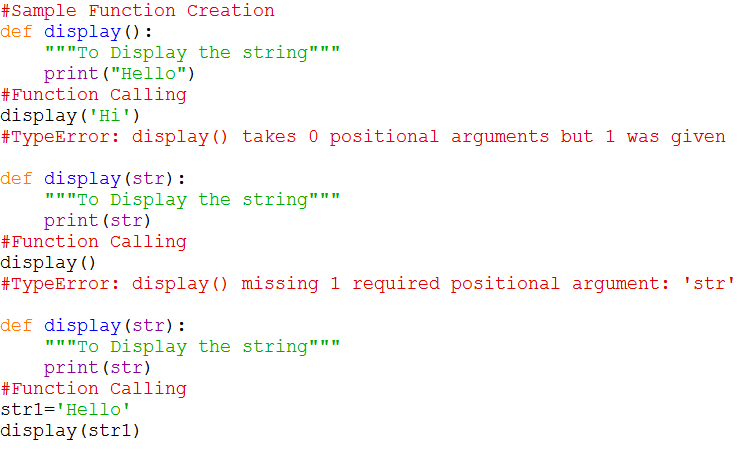 #Sample Function Creation
def display():
    """To Display the string"""
    print("Hello")
#Function Calling
display('Hi')
#TypeError: display() takes 0 positional arguments but 1 was given

def display(str):
    """To Display the string"""
    print(str)
#Function Calling
display()
#TypeError: display() missing 1 required positional argument: 'str'

def display(str):
    """To Display the string"""
    print(str)
#Function Calling
str1='Hello'
display(str1)